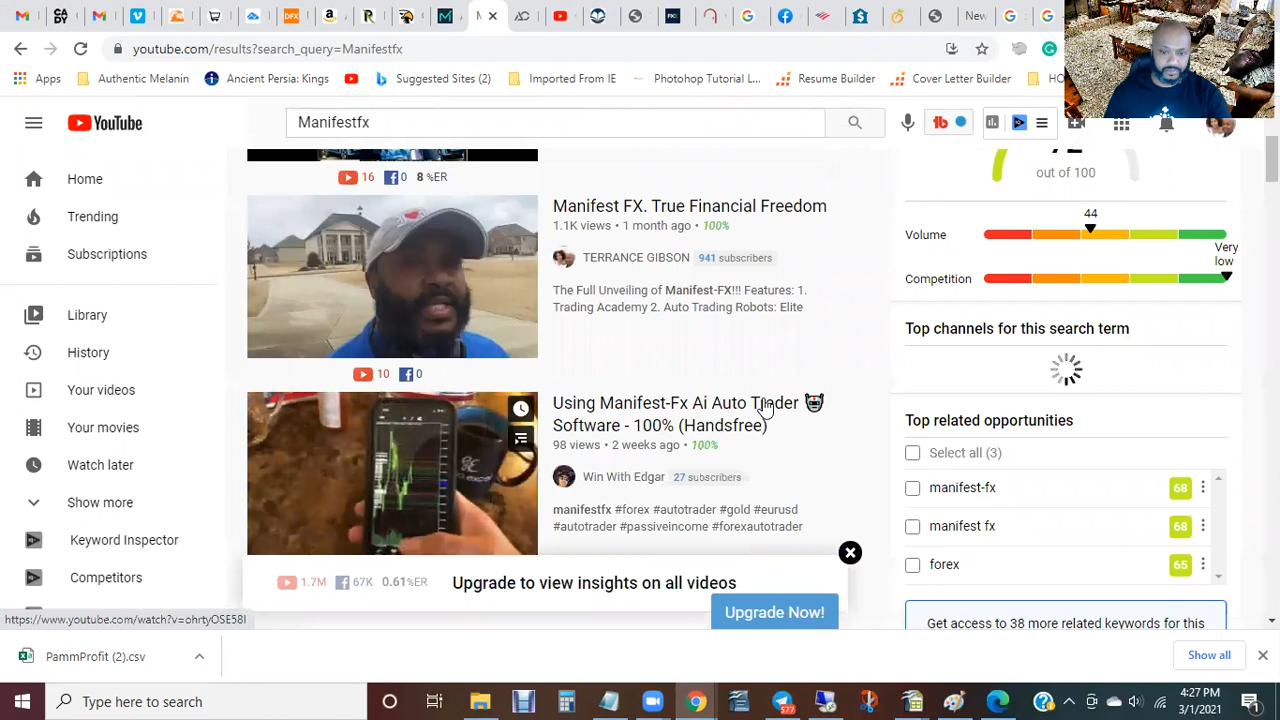 youtube.com/results?search_query=Manifestfx
New
Apps
Authentic Melanin
Ancient Persia: Kings
Suggested Sites (2)
Imported From IE
Photohop Tutorial L...
Resume Builder
Cover Letter Builder
YouTube
Manifestfx
Home
Trending
Subscriptions
Library
History
Your videos
Your movies
Watch later
Show more
Keyword Inspector
Competitors
16 0 8 %ER
Manifest FX. True Financial Freedom
1.1K views • 1 month ago • 100%
TERRANCE GIBSON 941 subscribers
The Full Unveiling of Manifest-FX!!! Features: 1.
Trading Academy 2. Auto Trading Robots: Elite
10 0
Using Manifest-Fx Ai Auto Trader
Software - 100% (Handsfree)
98 views • 2 weeks ago • 100%
Win With Edgar 27 subscribers
manifestfx #forex #autotrader #gold #eurusd
#autotrader #passiveincome #forexautotrader
1.7M 67K 0.61%ER
Upgrade to view insights on all videos
Upgrade Now!
out of 100
44
Volume
Very
low
Competition
Top channels for this search term
Top related opportunities
Select all (3)
manifest-fx 68
manifest fx 68
forex 65
Get access to 38 more related keywords for this
https://www.youtube.com/watch?v=ohrtyOSE58I
PammProfit (2).csv
Show all
Type here to search
4:27 PM
3/1/2021